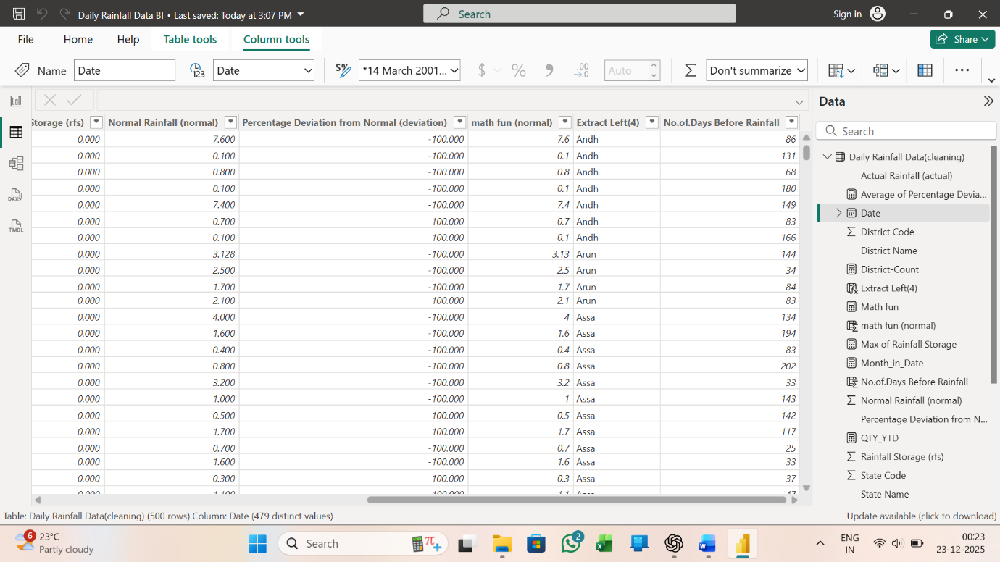 Daily Rainfall Data BI • Last saved: Today at 3:07 PM
Search
Sign in
File Home Help Table tools Column tools
Share
Name Date
Date
*14 March 2001...
$ % Auto
Σ Don't summarize
Data
Search
Storage (rfs) Normal Rainfall (normal) Percentage Deviation from Normal (deviation) math fun (normal) Extract Left(4) No.of.Days Before Rainfall
0.000 7.600 -100.000 7.6 Andh 86
0.000 0.100 -100.000 0.1 Andh 131
0.000 0.800 -100.000 0.8 Andh 68
0.000 0.100 -100.000 0.1 Andh 180
0.000 7.400 -100.000 7.4 Andh 149
0.000 0.700 -100.000 0.7 Andh 83
0.000 0.100 -100.000 0.1 Andh 166
0.000 3.128 -100.000 3.13 Arun 144
0.000 2.500 -100.000 2.5 Arun 34
0.000 1.700 -100.000 1.7 Arun 84
0.000 2.100 -100.000 2.1 Arun 83
0.000 4.000 -100.000 4 Assa 134
0.000 1.600 -100.000 1.6 Assa 194
0.000 0.400 -100.000 0.4 Assa 83
0.000 0.800 -100.000 0.8 Assa 202
0.000 3.200 -100.000 3.2 Assa 33
0.000 1.000 -100.000 1 Assa 143
0.000 0.500 -100.000 0.5 Assa 142
0.000 1.700 -100.000 1.7 Assa 117
0.000 0.700 -100.000 0.7 Assa 25
0.000 1.600 -100.000 1.6 Assa 33
0.000 0.300 -100.000 0.3 Assa 37
Daily Rainfall Data(cleaning)
Actual Rainfall (actual)
Average of Percentage Devia...
Date
District Code
District Name
District-Count
Extract Left(4)
Math fun
math fun (normal)
Max of Rainfall Storage
Month_in_Date
No.of.Days Before Rainfall
Normal Rainfall (normal)
Percentage Deviation from N...
QTY_YTD
Rainfall Storage (rfs)
State Code
State Name
Table: Daily Rainfall Data(cleaning) (500 rows) Column: Date (479 distinct values)
Update available (click to download)
6
23°C
Partly cloudy
Search
2
ENG
IN
00:23
23-12-2025